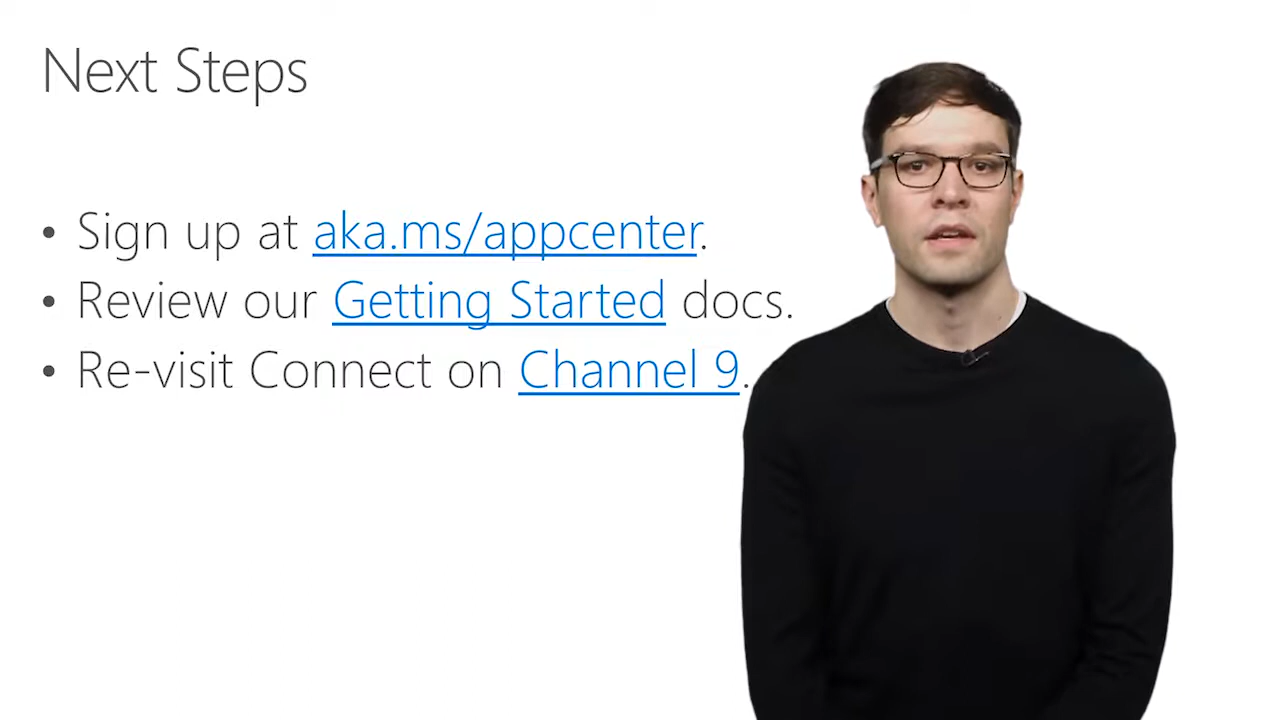 Next Steps
• Sign up at aka.ms/appcenter.
• Review our Getting Started docs.
• Re-visit Connect on Channel 9.